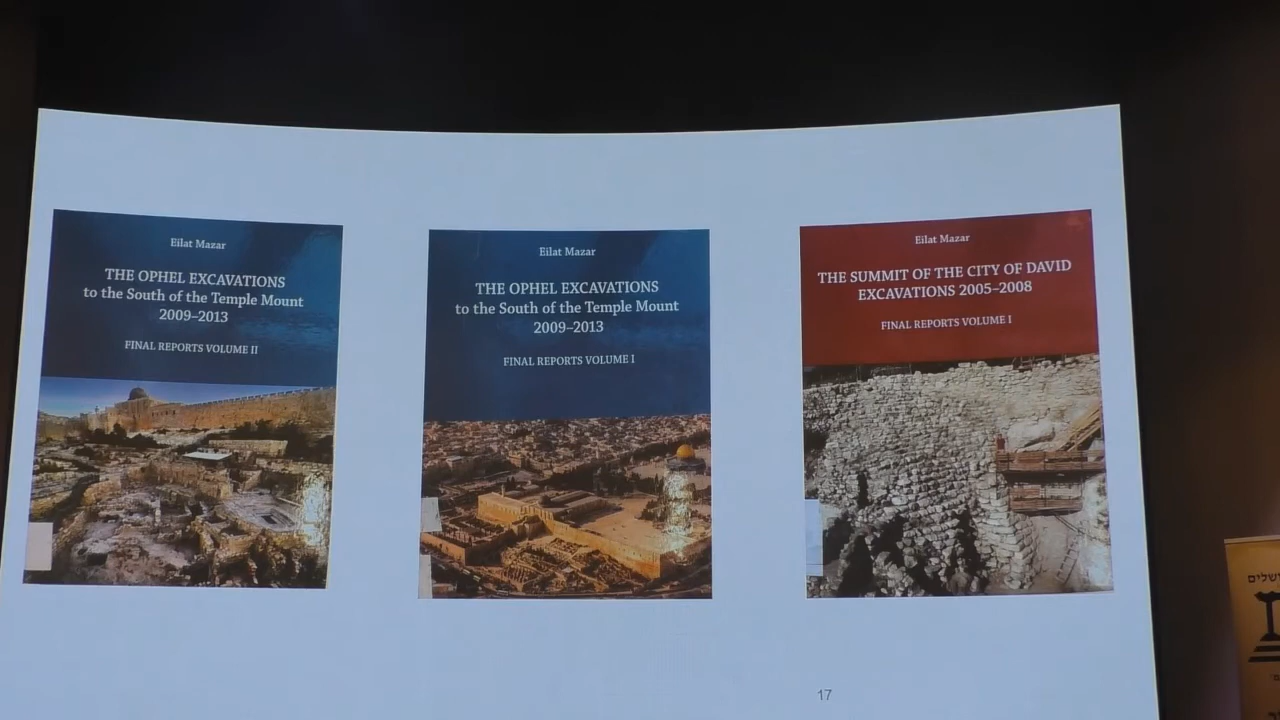 Eilat Mazar
THE OPHEL EXCAVATIONS
to the South of the Temple Mount
2009–2013
FINAL REPORTS VOLUME II
Eilat Mazar
THE OPHEL EXCAVATIONS
to the South of the Temple Mount
2009–2013
FINAL REPORTS VOLUME I
Eilat Mazar
THE SUMMIT OF THE CITY OF DAVID
EXCAVATIONS 2005–2008
FINAL REPORTS VOLUME I
17